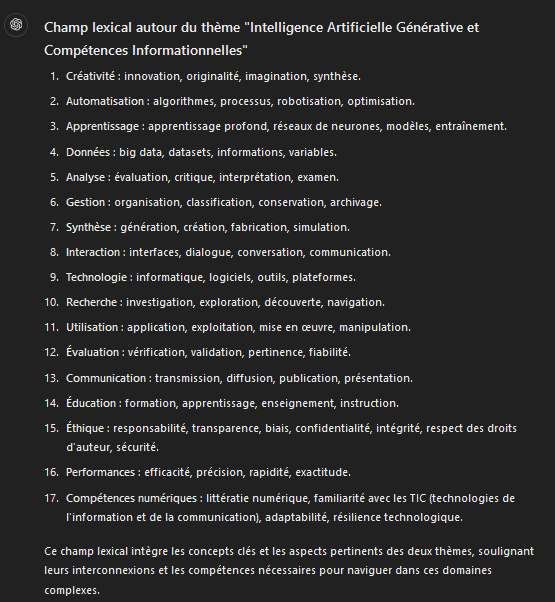 Champ lexical autour du thème "Intelligence Artificielle Générative et
Compétences Informationnelles"
1. Créativité : innovation, originalité, imagination, synthèse.
2. Automatisation : algorithmes, processus, robotisation, optimisation.
3. Apprentissage : apprentissage profond, réseaux de neurones, modèles, entraînement.
4. Données : big data, datasets, informations, variables.
5. Analyse : évaluation, critique, interprétation, examen.
6. Gestion : organisation, classification, conservation, archivage.
7. Synthèse : génération, création, fabrication, simulation.
8. Interaction : interfaces, dialogue, conversation, communication.
9. Technologie : informatique, logiciels, outils, plateformes.
10. Recherche : investigation, exploration, découverte, navigation.
11. Utilisation : application, exploitation, mise en œuvre, manipulation.
12. Évaluation : vérification, validation, pertinence, fiabilité.
13. Communication : transmission, diffusion, publication, présentation.
14. Éducation : formation, apprentissage, enseignement, instruction.
15. Éthique : responsabilité, transparence, biais, confidentialité, intégrité, respect des droits
d'auteur, sécurité.
16. Performances : efficacité, précision, rapidité, exactitude.
17. Compétences numériques : littératie numérique, familiarité avec les TIC (technologies de
l'information et de la communication), adaptabilité, résilience technologique.
Ce champ lexical intègre les concepts clés et les aspects pertinents des deux thèmes, soulignant
leurs interconnexions et les compétences nécessaires pour naviguer dans ces domaines
complexes.